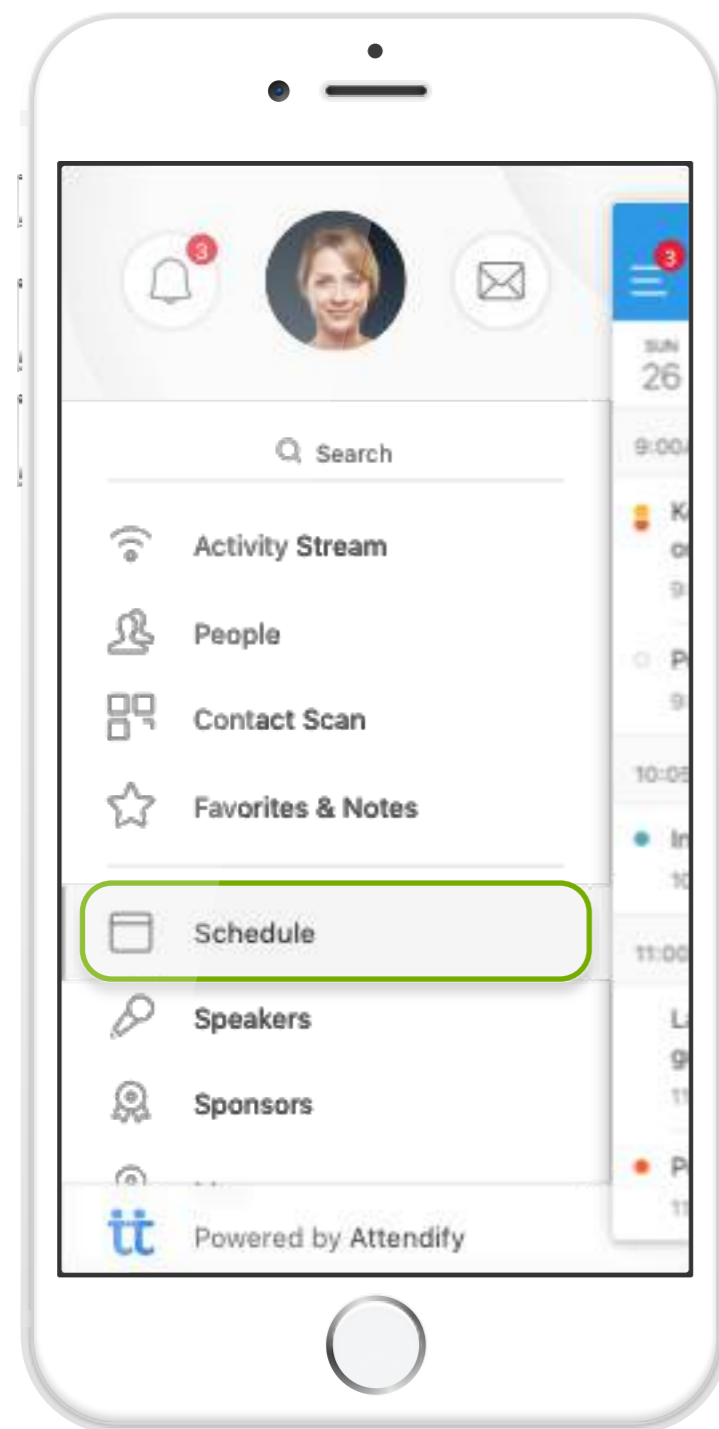 3
3
SUN
26
Search
9:00
Activity Stream
People
Contact Scan
Favorites & Notes
10:05
Schedule
11:00
Speakers
Sponsors
Powered by Attendify